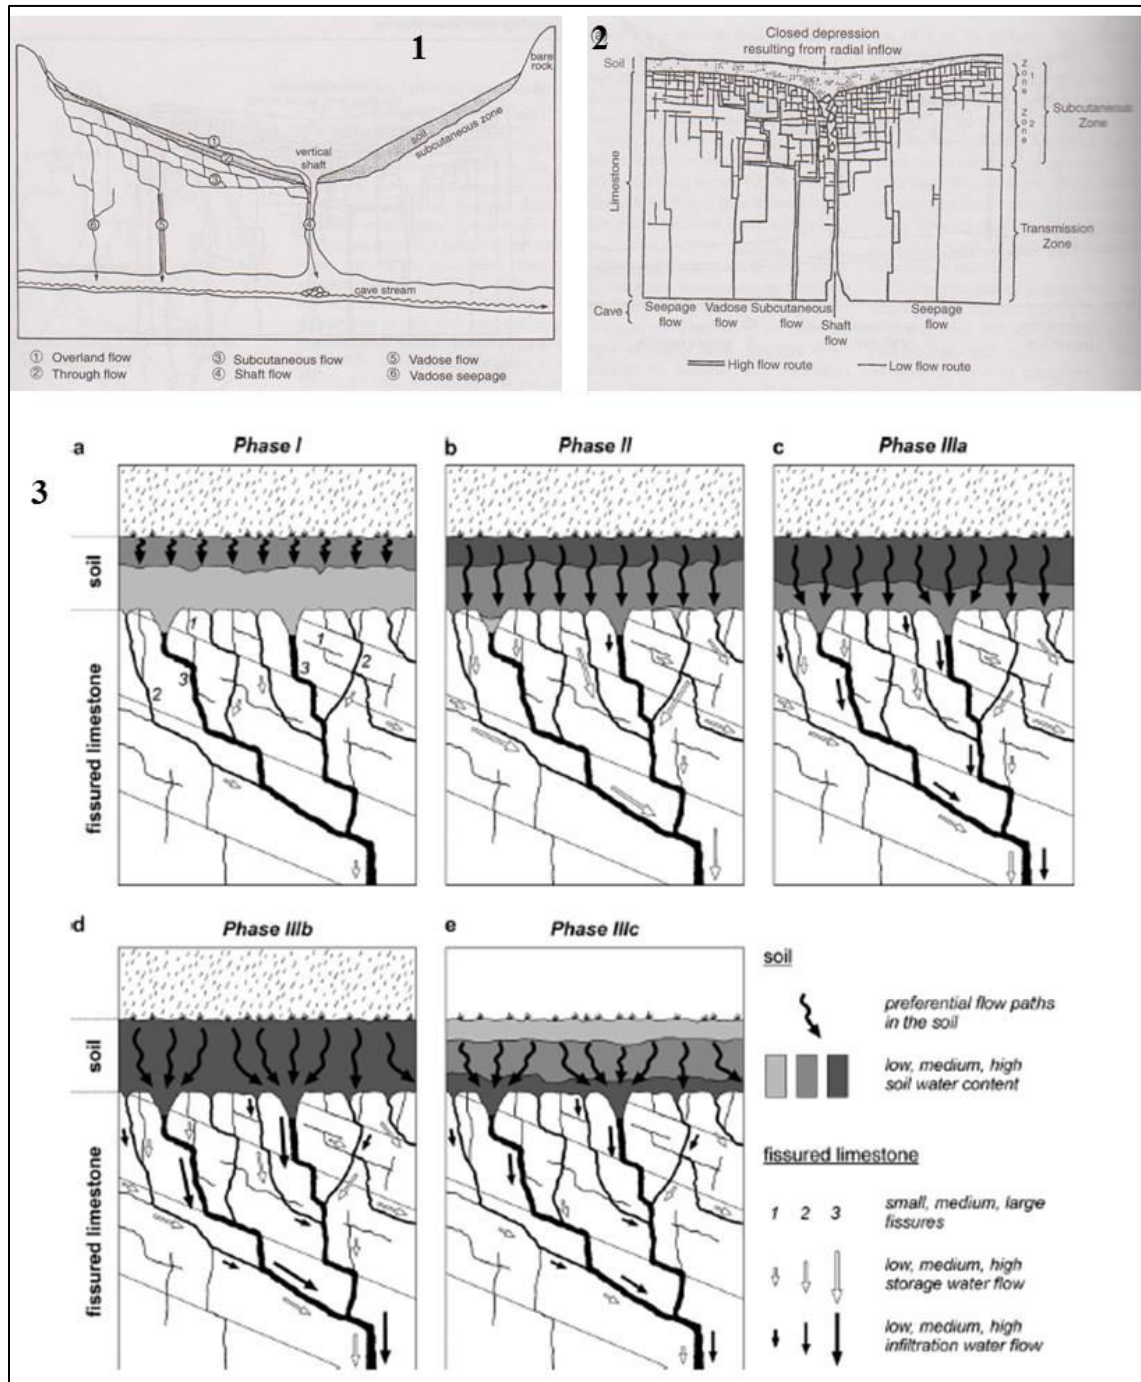 1
bare
rock
vertical
shaft
soil
subcutaneous zone
1
2
3
4
5
6
cave stream
① Overland flow
② Through flow
③ Subcutaneous flow
④ Shaft flow
⑤ Vadose flow
⑥ Vadose seepage
2
Closed depression
resulting from radial inflow
Soil
Limestone
Cave
Zone 1
Zone 2
Subcutaneous
Zone
Transmission
Zone
Seepage
flow
Vadose
flow
Subcutaneous
flow
Shaft
flow
Seepage
flow
High flow route
Low flow route
3
a
Phase I
b
Phase II
c
Phase IIIa
soil
fissured limestone
1
1
2
3
3
2
d
Phase IIIb
e
Phase IIIc
soil
fissured limestone
soil
preferential flow paths
in the soil
low, medium, high
soil water content
fissured limestone
1 2 3
small, medium, large
fissures
low, medium, high
storage water flow
low, medium, high
infiltration water flow